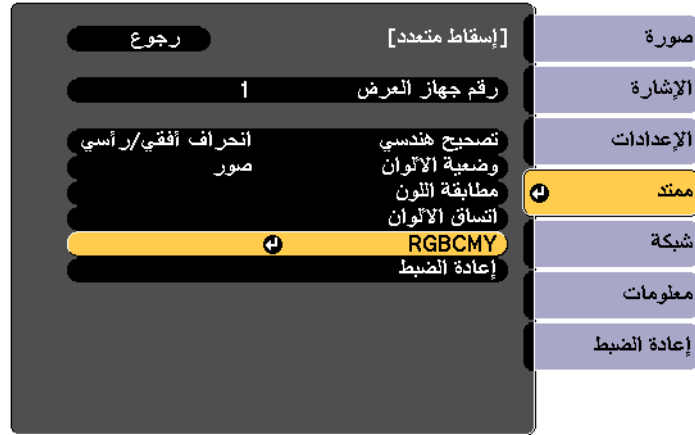 صورة
الإشارة
الإعدادات
ممتد
شبكة
معلومات
إعادة الضبط
[إسقاط متعدد] رجوع
رقم جهاز العرض 1
تصحيح هندسي انحراف أفقي/رأسي
وضعية الألوان صور
مطابقة اللون
اتساق الألوان
RGBCMY
إعادة الضبط